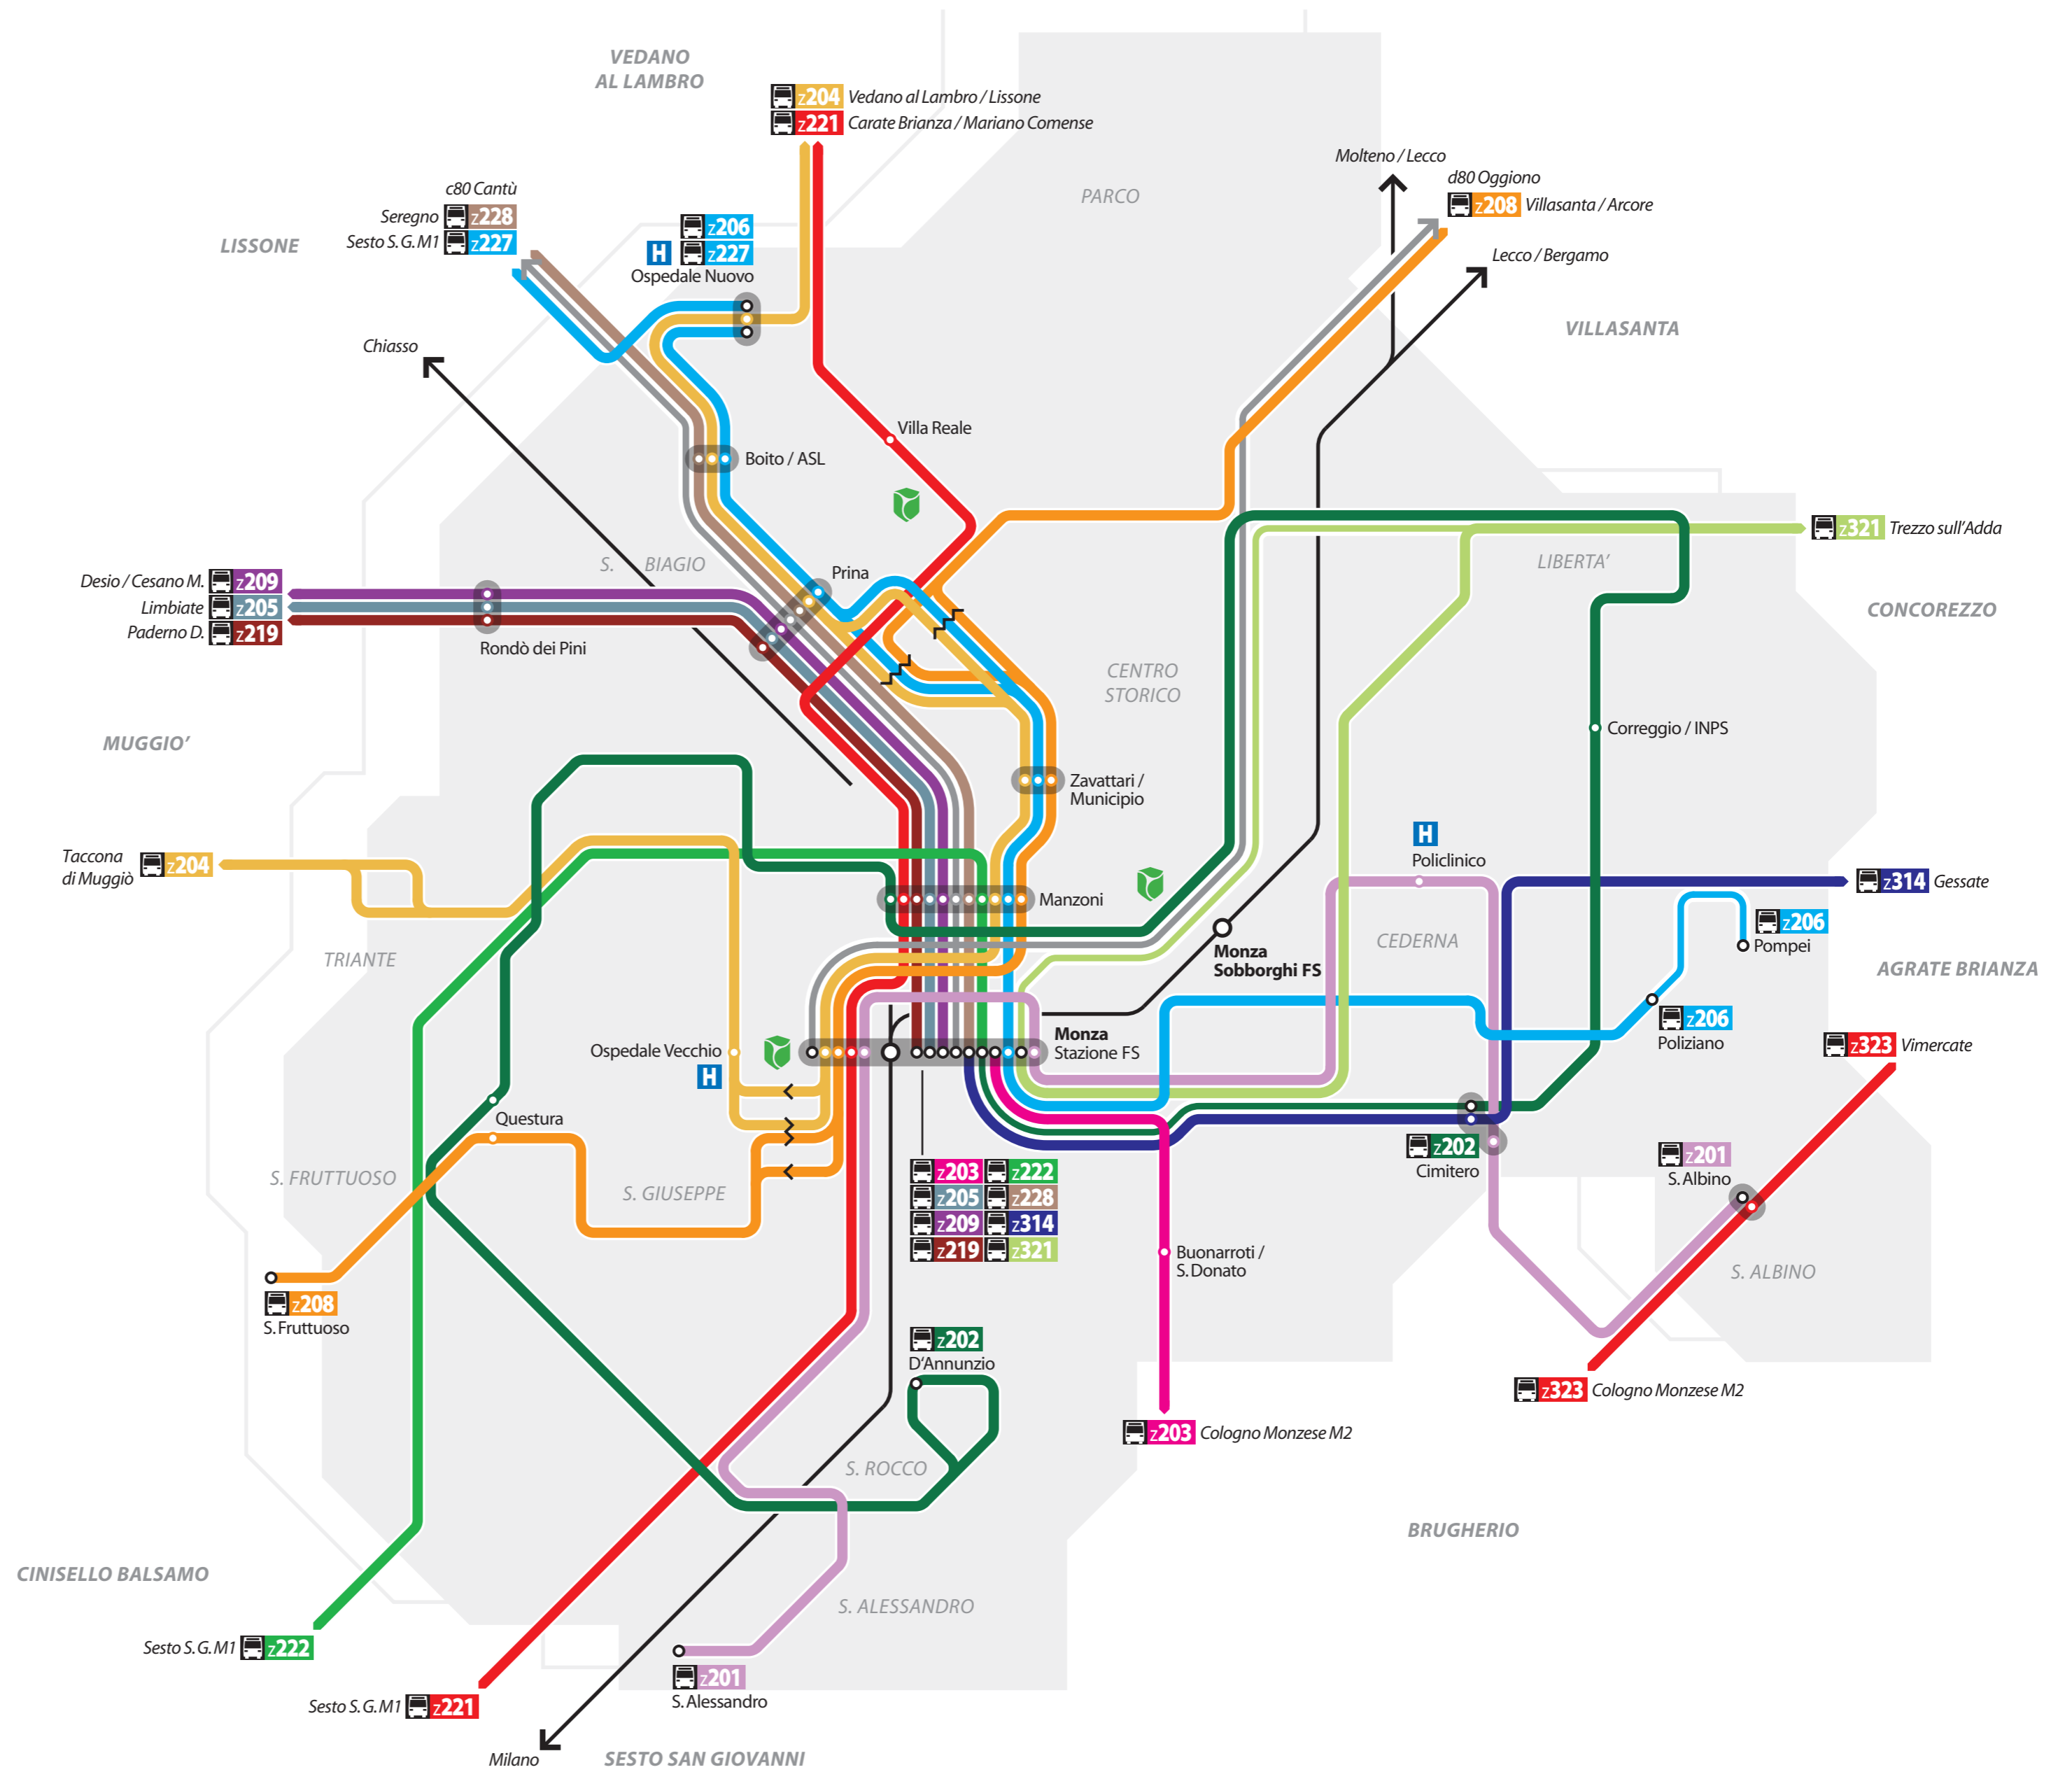 VEDANO
AL LAMBRO
z204 Vedano al Lambro / Lissone
z221 Carate Brianza / Mariano Comense
Molteno / Lecco
d80 Oggiono
z208 Villasanta / Arcore
c80 Cantù
Seregno z228
Sesto S.G.M1 z227
PARCO
z206
H z227
Ospedale Nuovo
LISSONE
Lecco / Bergamo
VILLASANTA
Chiasso
Villa Reale
Boito / ASL
z321 Trezzo sull'Adda
S. BIAGIO
LIBERTA'
Prina
Desio / Cesano M. z209
Limbiate z205
Paderno D. z219
CONCOREZZO
Rondò dei Pini
CENTRO
STORICO
Correggio / INPS
MUGGIO'
Zavattari /
Municipio
H
Policlinico
Taccona
di Muggiò
z204
z314 Gessate
Manzoni
z206
Pompei
CEDERNA
Monza
Sobborghi FS
TRIANTE
AGRATE BRIANZA
z206
Poliziano
Monza
Stazione FS
Ospedale Vecchio
H
z323 Vimercate
Questura
z202
Cimitero
z201
S. Albino
S. FRUTTUOSO
S. GIUSEPPE
z203 z222
z205 z228
z209 z314
z219 z321
Buonarroti /
S. Donato
S. ALBINO
z208
S. Fruttuoso
z202
D'Annunzio
z323 Cologno Monzese M2
z203 Cologno Monzese M2
S. ROCCO
BRUGHERIO
CINISELLO BALSAMO
S. ALESSANDRO
Sesto S.G.M1 z222
z201
S. Alessandro
Sesto S.G.M1 z221
Milano
SESTO SAN GIOVANNI